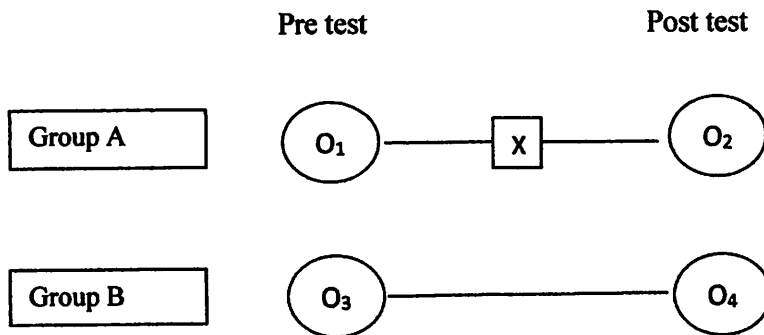 Pre test Post test
Group A O₁ X O₂
Group B O₃ O₄